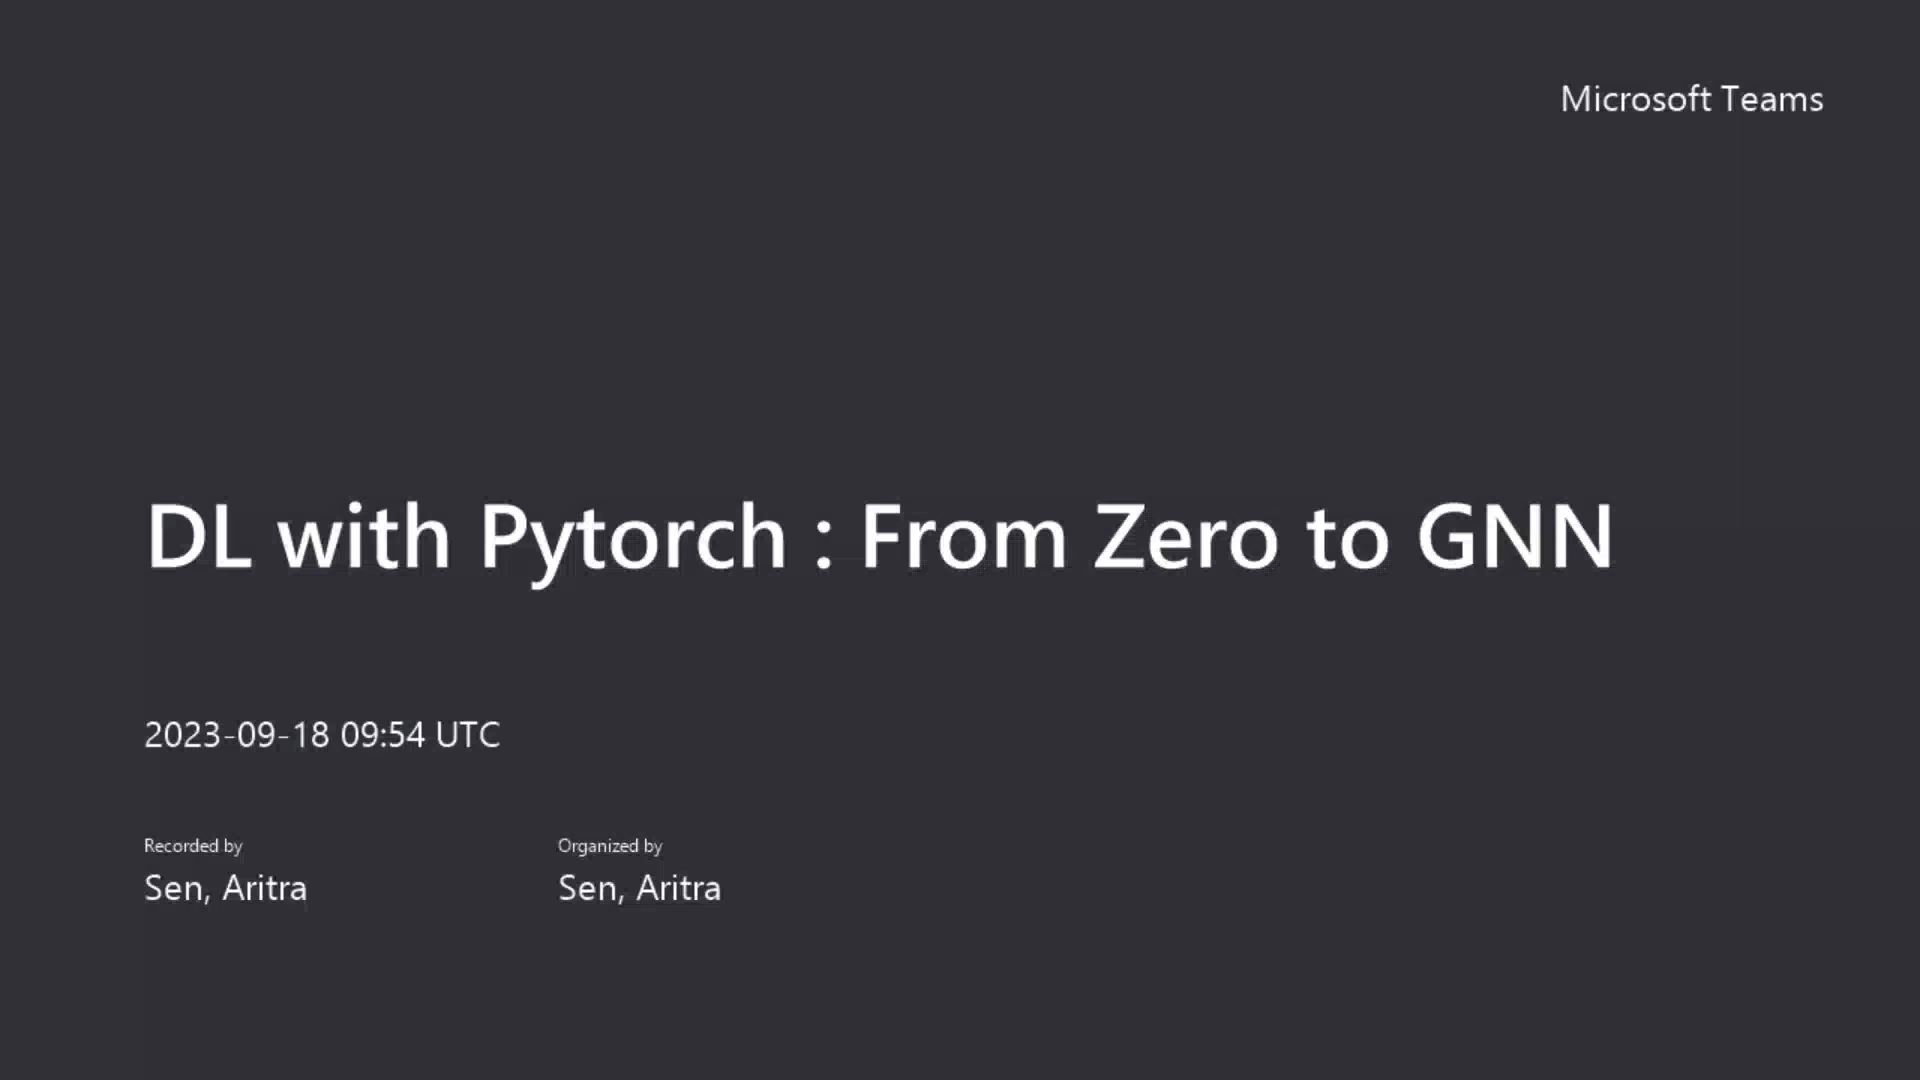 Microsoft Teams
DL with Pytorch : From Zero to GNN
2023-09-18 09:54 UTC
Recorded by
Organized by
Sen, Aritra
Sen, Aritra